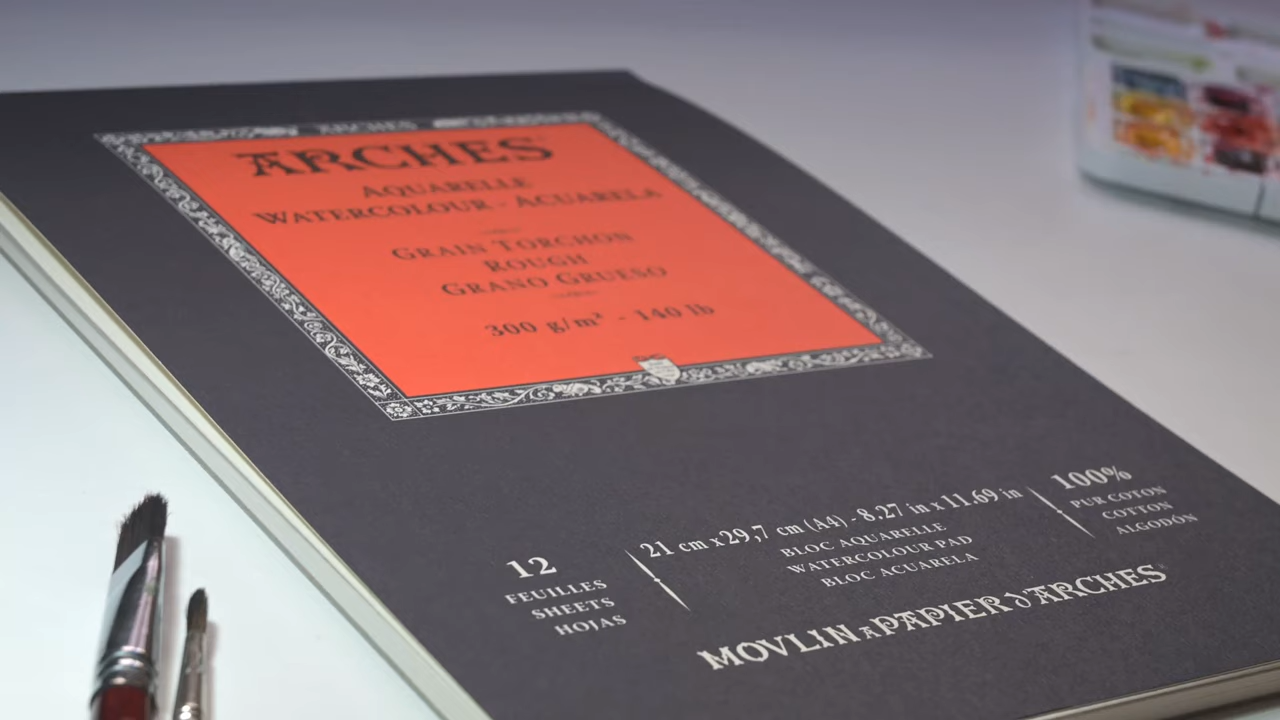 ARCHES
ARCHES
AQUARELLE
WATERCOLOUR - ACUARELA
GRAIN TORCHON
ROUGH
GRANO GRUESO
300 g/m² - 140 lb
12
FEUILLES
SHEETS
HOJAS
21 cm x 29,7 cm (A4) - 8.27 in x 11.69 in
BLOC AQUARELLE
WATERCOLOUR PAD
BLOC ACUARELA
100%
PUR COTON
COTTON
ALGODÓN
MOVLIN À PAPIER D'ARCHES